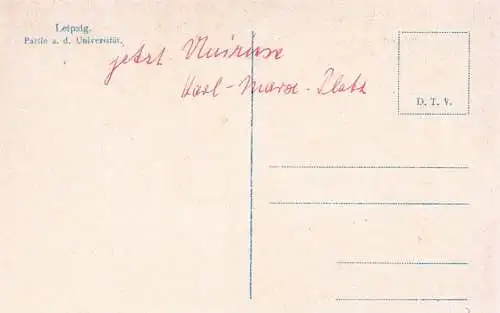 Leipzig.
Partie a. d. Universität.
jetzt
Karl-Marx-Platz
D. T. V.